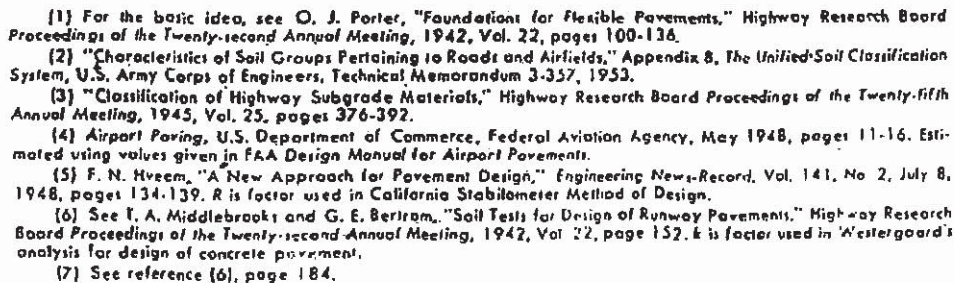 (1) For the basic idea, see O. J. Porter, "Foundations for Flexible Pavements," Highway Research Board
Proceedings of the Twenty-second Annual Meeting, 1942, Vol. 22, pages 100-136.
(2) "Characteristics of Soil Groups Pertaining to Roads and Airfields," Appendix B, The Unified Soil Classification
System, U.S. Army Corps of Engineers, Technical Memorandum 3-357, 1953.
(3) "Classification of Highway Subgrade Materials," Highway Research Board Proceedings of the Twenty-fifth
Annual Meeting, 1945, Vol. 25, pages 376-392.
(4) Airport Paving, U.S. Department of Commerce, Federal Aviation Agency, May 1948, pages 11-16. Esti-
mated using values given in FAA Design Manual for Airport Pavements.
(5) F. N. Hveem, "A New Approach for Pavement Design," Engineering News-Record, Vol. 141, No. 2, July 8,
1948, pages 134-139. R is factor used in California Stabilometer Method of Design.
(6) See T. A. Middlebrooks and G. E. Bertram, "Soil Tests for Design of Runway Pavements," Highway Research
Board Proceedings of the Twenty-second Annual Meeting, 1942, Vol. 22, page 152. k is factor used in Westergaard's
analysis for design of concrete pavement.
(7) See reference (6), page 184.